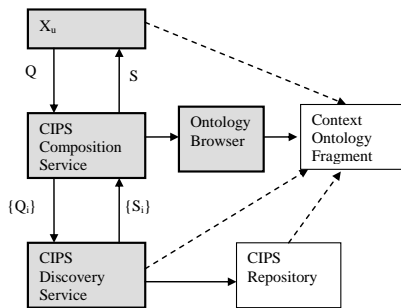 Xᵤ
Q
S
CIPS
Composition
Service
Ontology
Browser
Context
Ontology
Fragment
{Qᵢ}
{Sᵢ}
CIPS
Discovery
Service
CIPS
Repository